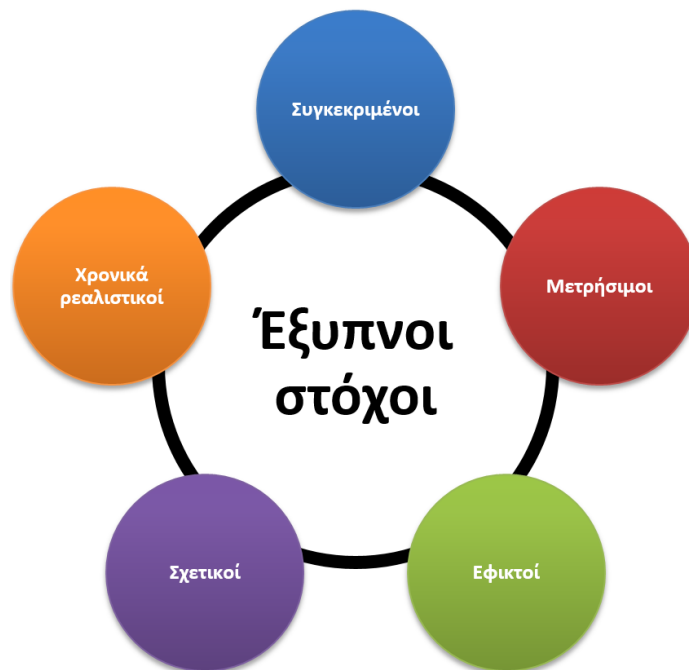 Συγκεκριμένοι
Μετρήσιμοι
Εφικτοί
Σχετικοί
Χρονικά
ρεαλιστικοί
Έξυπνοι
στόχοι